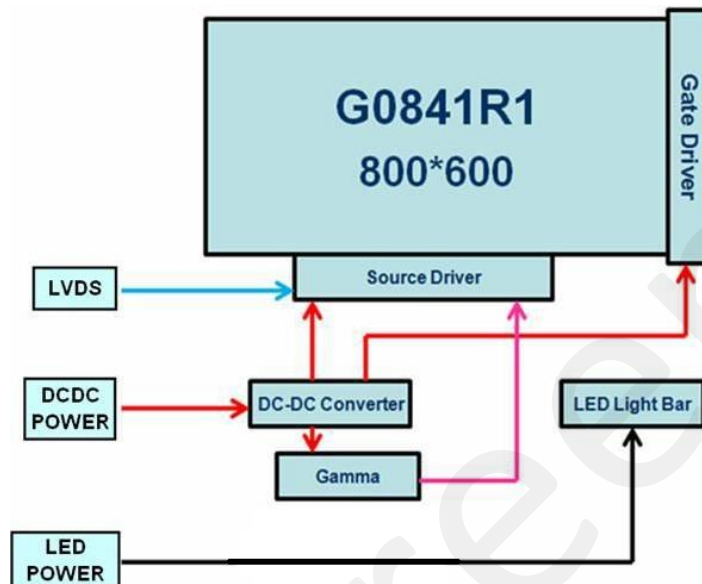 G0841R1
800*600
Gate Driver
Source Driver
LVDS
DCDC
POWER
DC-DC Converter
LED Light Bar
Gamma
LED
POWER